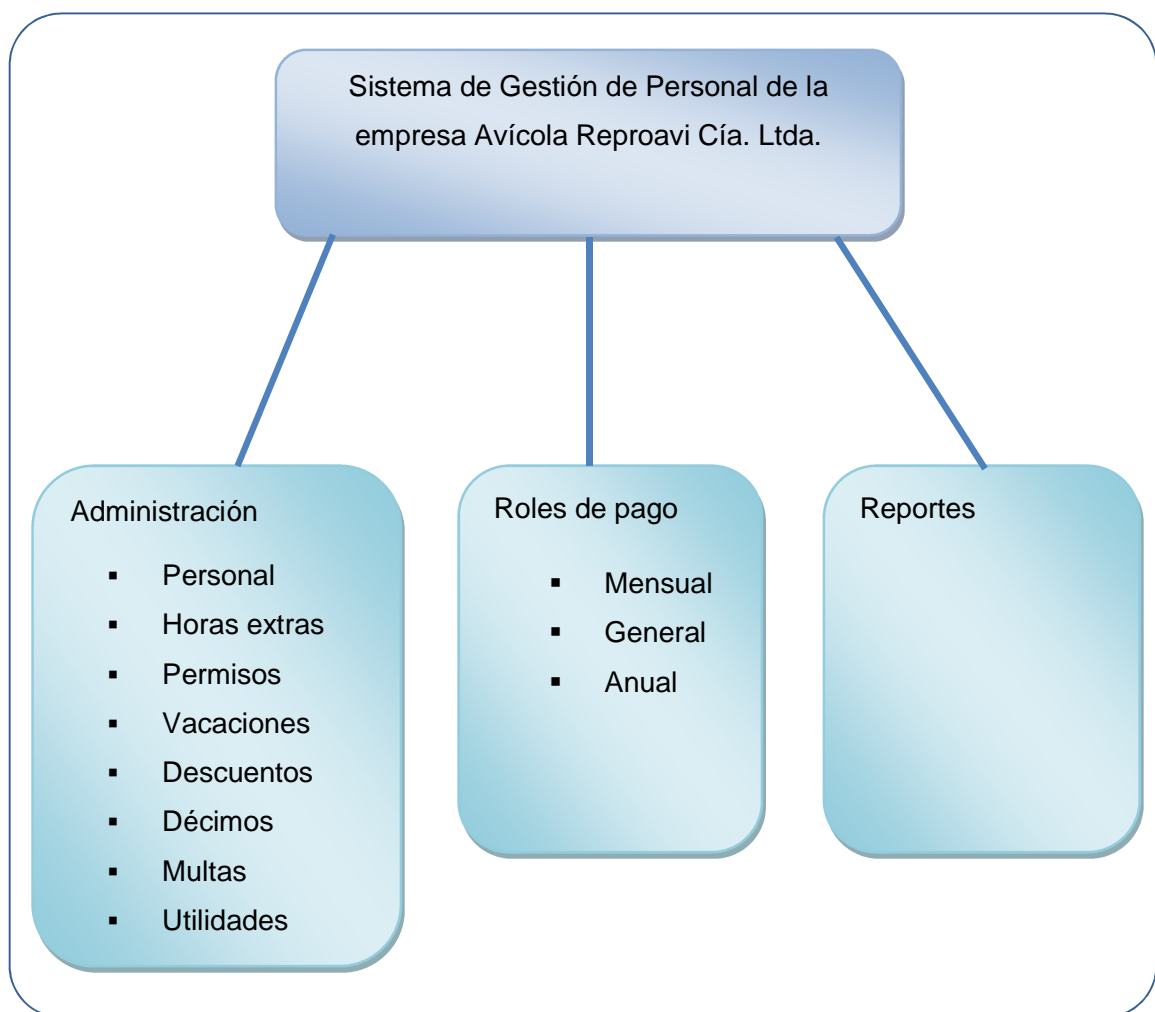 Sistema de Gestión de Personal de la
empresa Avícola Reproavi Cía. Ltda.
Administración
▪ Personal
▪ Horas extras
▪ Permisos
▪ Vacaciones
▪ Descuentos
▪ Décimos
▪ Multas
▪ Utilidades
Roles de pago
▪ Mensual
▪ General
▪ Anual
Reportes